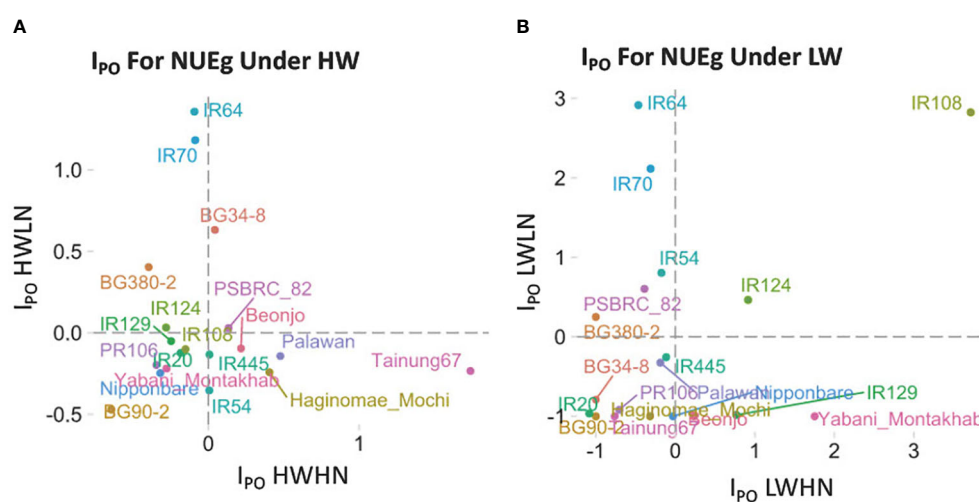 A
I_PO For NUEg Under HW
IR64
IR70
1.0
BG34-8
0.5
BG380-2
PSBRC_82
IR124
IR129
IR108
Beonjo
0.0
PR106
IR20
IR445
Palawan
Tainung67
Yabani_Montakhab
Nipponbare
Haginomae_Mochi
BG90-2
IR54
-0.5
0
1
I_PO HWLN
I_PO HWHN
B
I_PO For NUEg Under LW
3
IR64
IR108
2
IR70
1
IR54
IR124
PSBRC_82
BG380-2
0
BG34-8
IR445
PR106
Palawan
Nipponbare
IR129
IR20
Haginomae_Mochi
-1
BG90-2
Tainung67
Beonjo
Yabani_Montakhab
-1
0
1
2
3
I_PO LWLN
I_PO LWHN